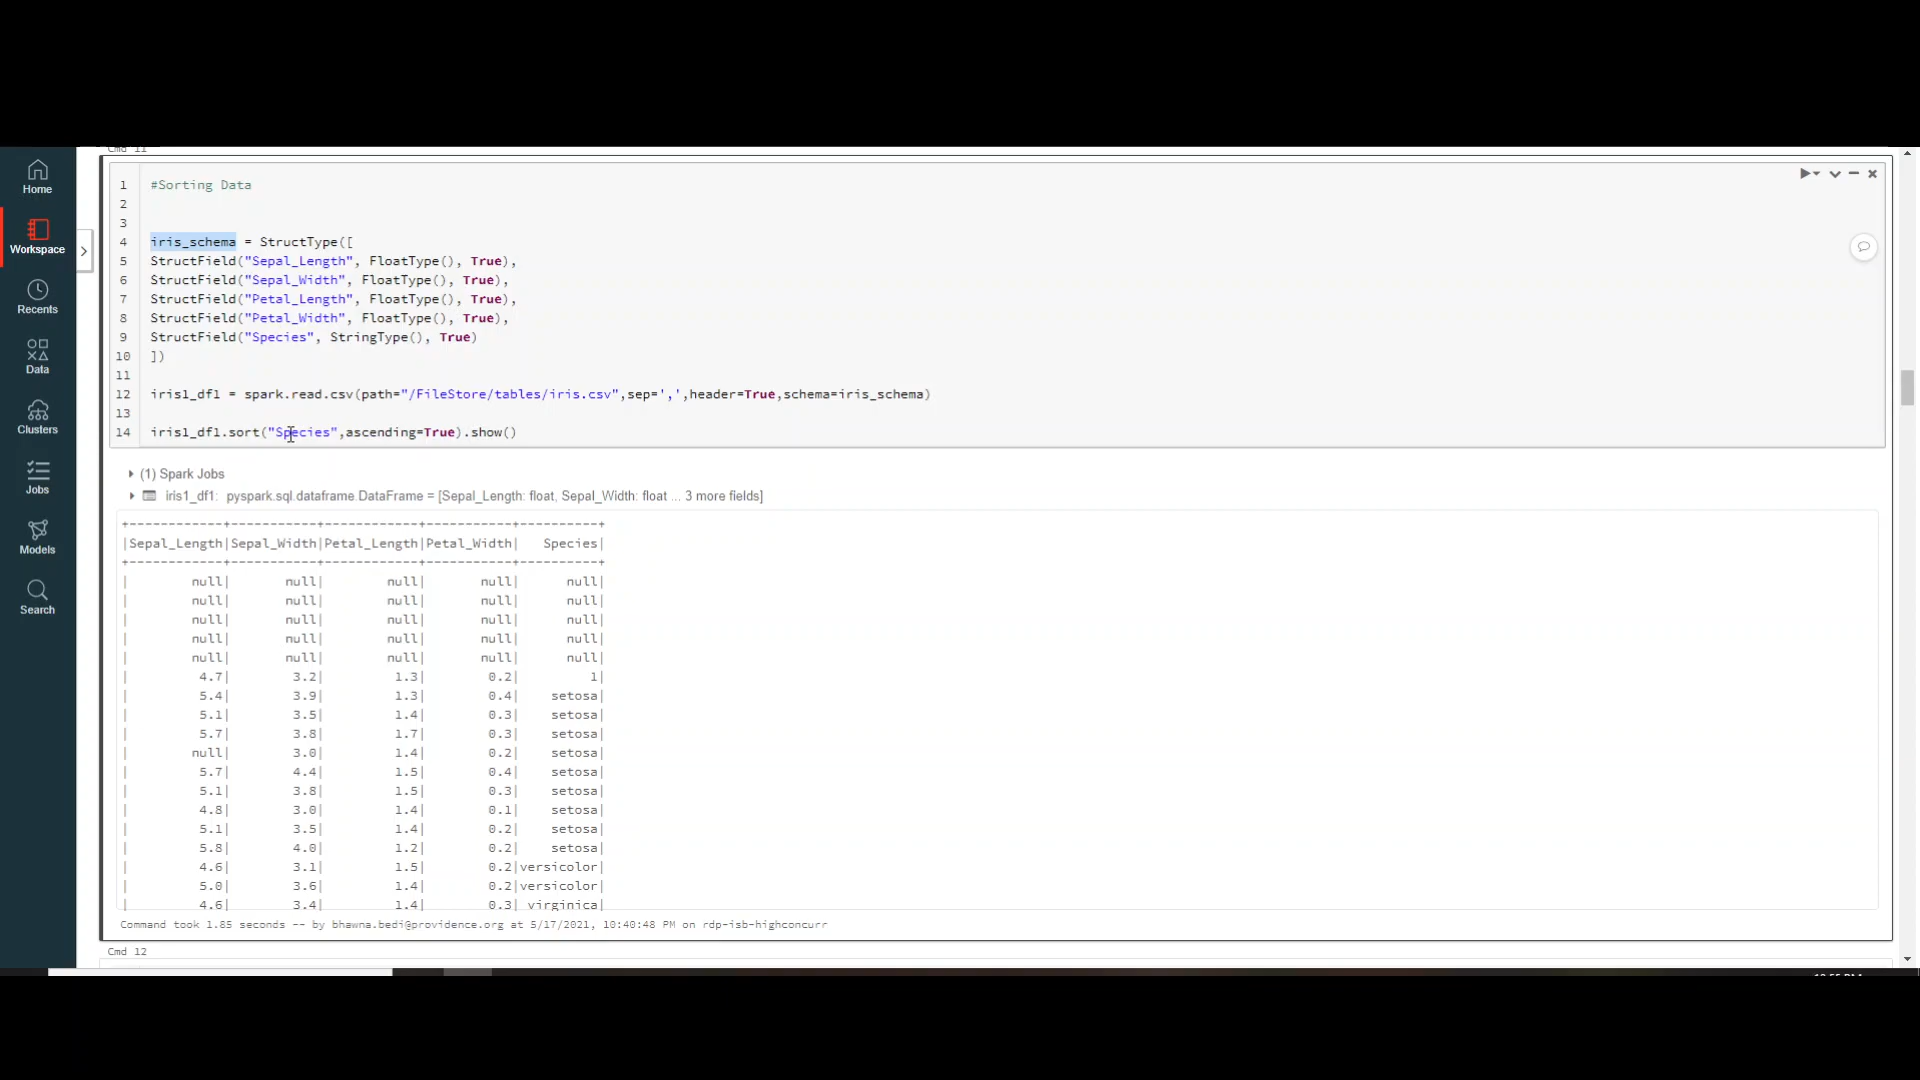 Cmd 11
Home
Workspace
Recents
Data
Clusters
Jobs
Models
Search
1 #Sorting Data
2
3
4 iris_schema = StructType([
5 StructField("Sepal_Length", FloatType(), True),
6 StructField("Sepal_Width", FloatType(), True),
7 StructField("Petal_Length", FloatType(), True),
8 StructField("Petal_Width", FloatType(), True),
9 StructField("Species", StringType(), True)
10 ])
11
12 iris1_df1 = spark.read.csv(path="/FileStore/tables/iris.csv",sep=',',header=True,schema=iris_schema)
13
14 iris1_df1.sort("Species",ascending=True).show()
(1) Spark Jobs
iris1_df1: pyspark.sql.dataframe.DataFrame = [Sepal_Length: float, Sepal_Width: float ... 3 more fields]
+------------+-----------+------------+-----------+----------+
|Sepal_Length|Sepal_Width|Petal_Length|Petal_Width|   Species|
+------------+-----------+------------+-----------+----------+
|        null|       null|        null|       null|      null|
|        null|       null|        null|       null|      null|
|        null|       null|        null|       null|      null|
|        null|       null|        null|       null|      null|
|        null|       null|        null|       null|      null|
|         4.7|        3.2|         1.3|        0.2|         1|
|         5.4|        3.9|         1.3|        0.4|    setosa|
|         5.1|        3.5|         1.4|        0.3|    setosa|
|         5.7|        3.8|         1.7|        0.3|    setosa|
|        null|        3.0|         1.4|        0.2|    setosa|
|         5.7|        4.4|         1.5|        0.4|    setosa|
|         5.1|        3.8|         1.5|        0.3|    setosa|
|         4.8|        3.0|         1.4|        0.1|    setosa|
|         5.1|        3.5|         1.4|        0.2|    setosa|
|         5.8|        4.0|         1.2|        0.2|    setosa|
|         4.6|        3.1|         1.5|        0.2|versicolor|
|         5.0|        3.6|         1.4|        0.2|versicolor|
|         4.6|        3.4|         1.4|        0.3| virginica|
Command took 1.85 seconds -- by bhawna.bedi@providence.org at 5/17/2021, 10:40:48 PM on rdp-isb-highconcurr
Cmd 12